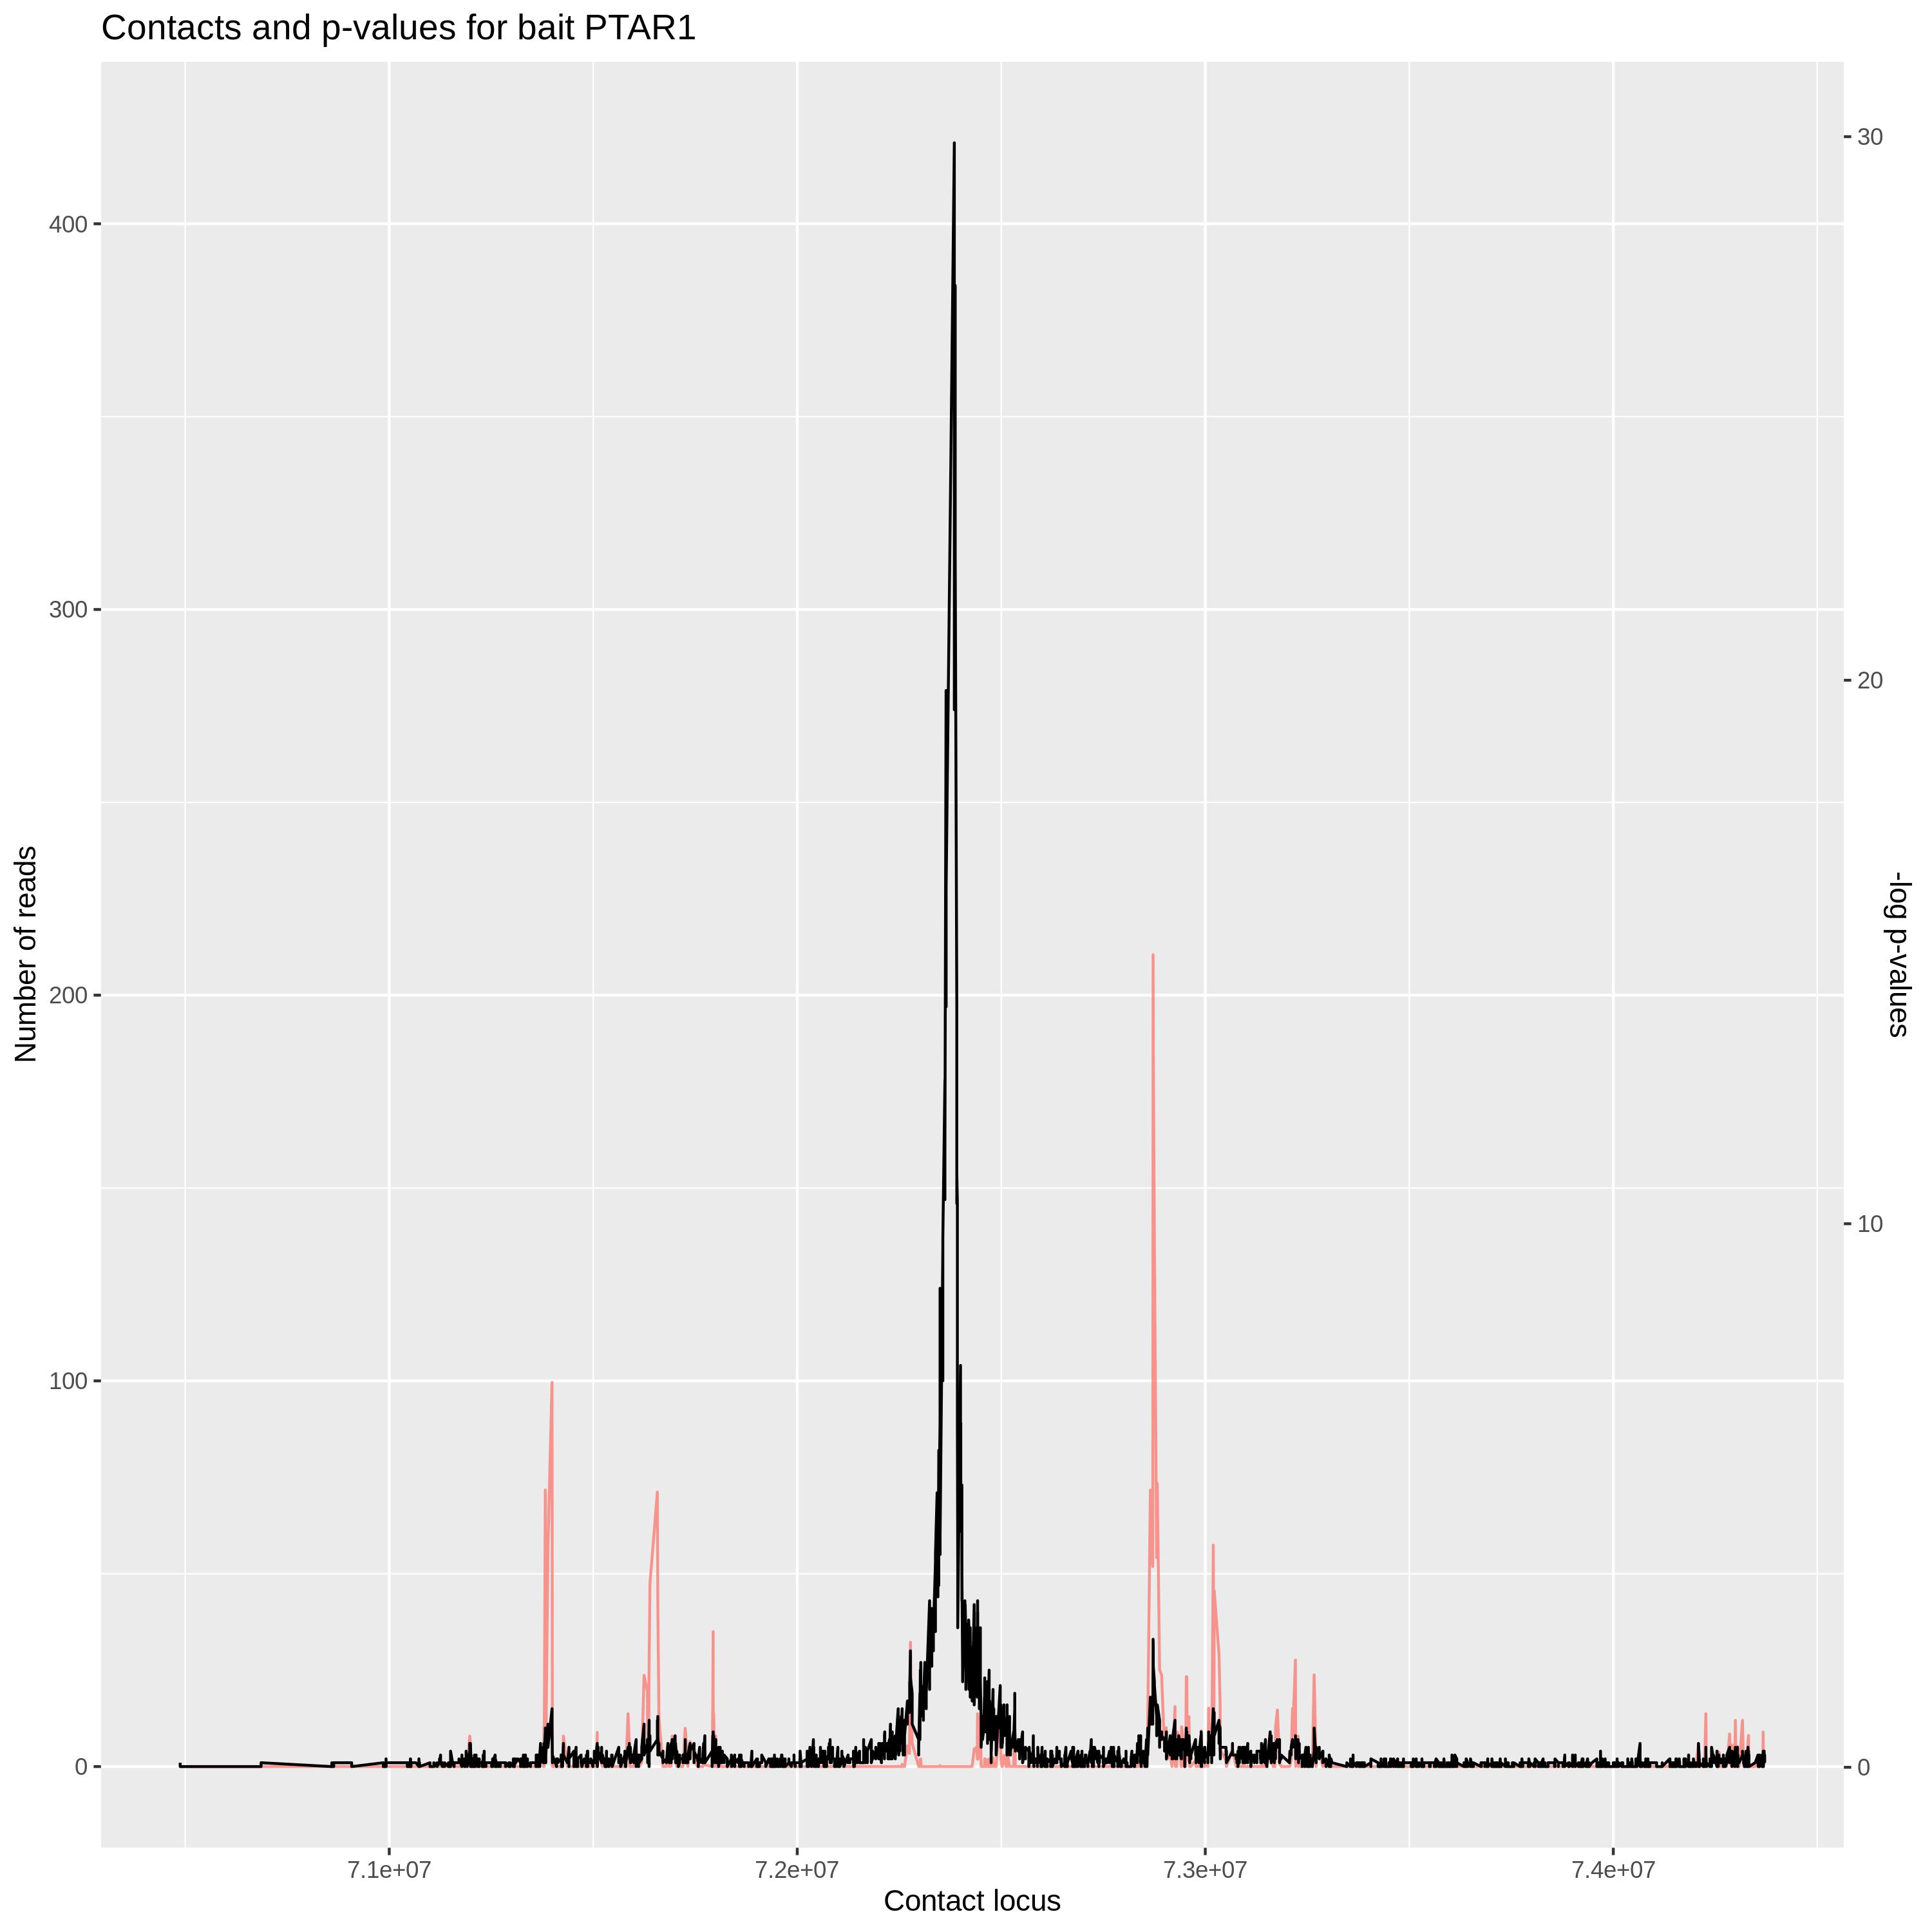 Contacts and p-values for bait PTAR1
Number of reads
400
300
200
100
0
30
20
10
0
-log p-values
7.1e+07
7.2e+07
7.3e+07
7.4e+07
Contact locus